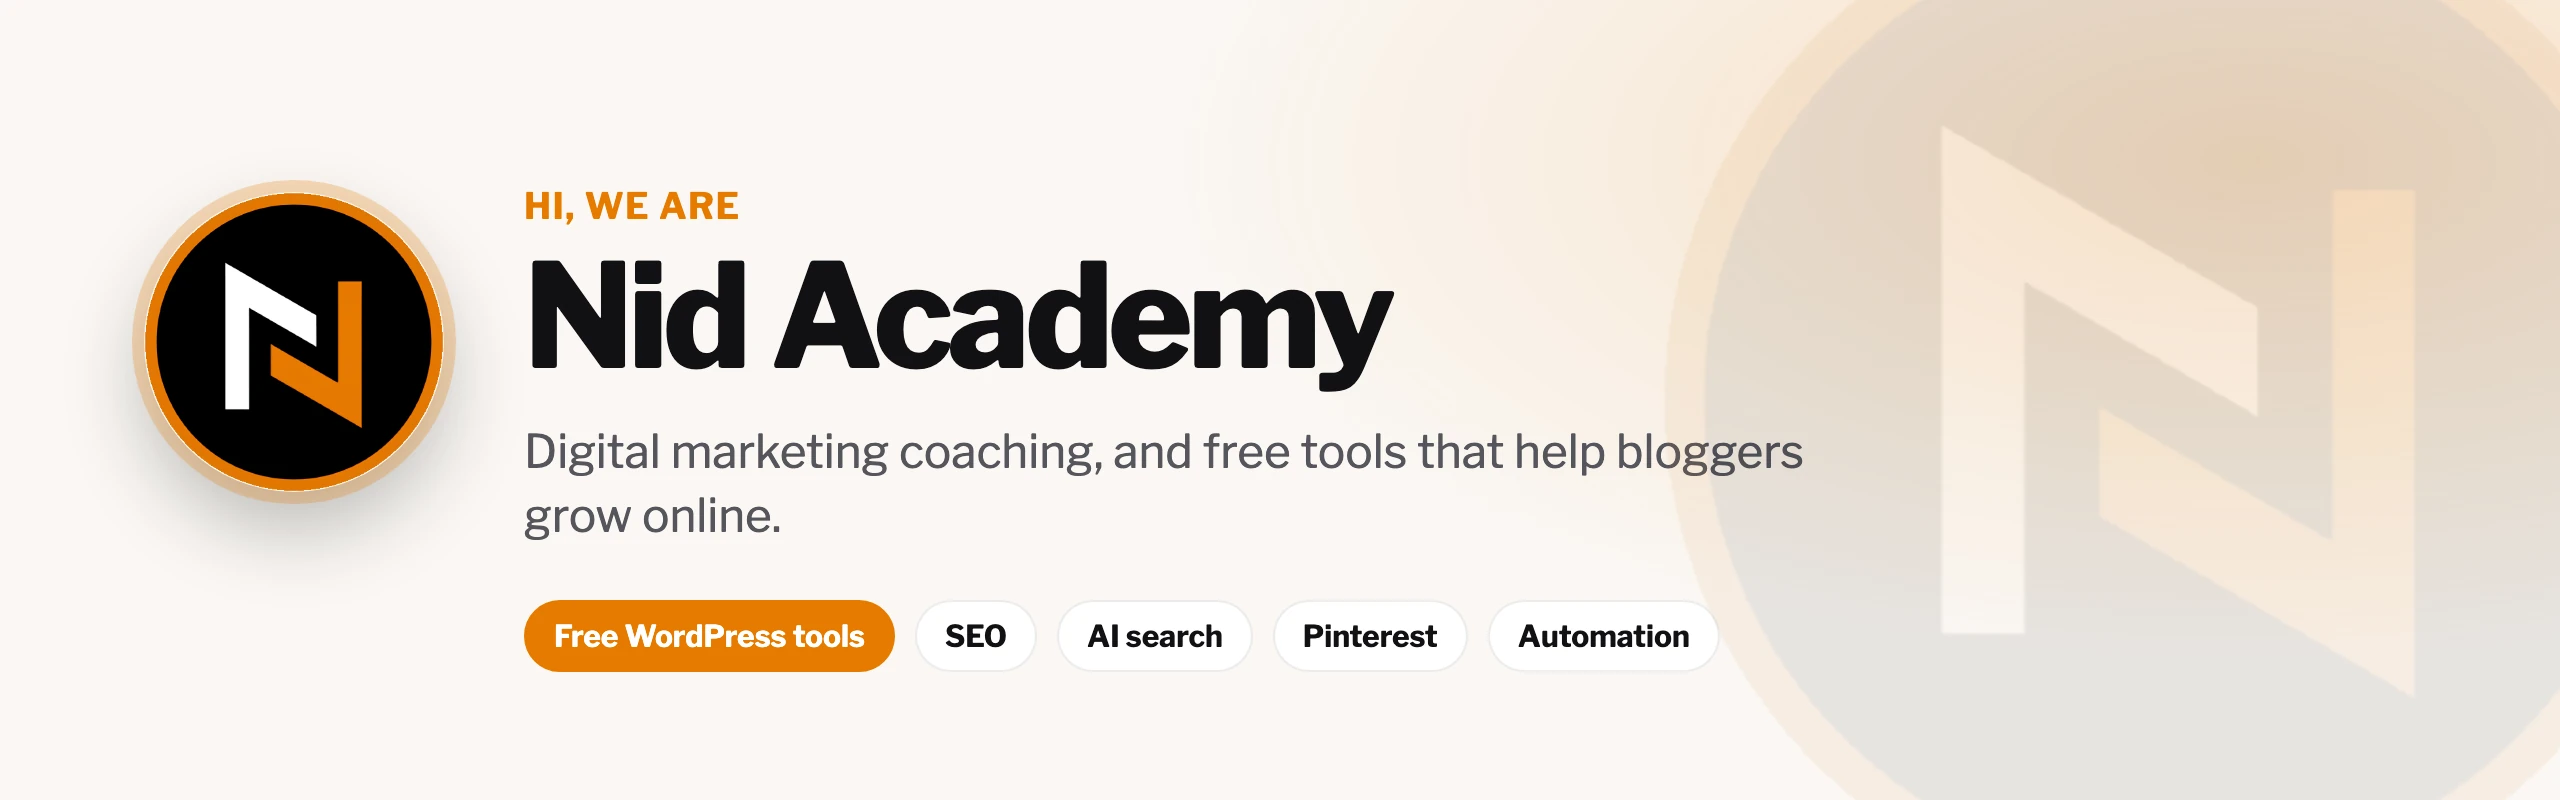 HI, WE ARE
Nid Academy
Digital marketing coaching, and free tools that help bloggers
grow online.
Free WordPress tools
SEO
AI search
Pinterest
Automation